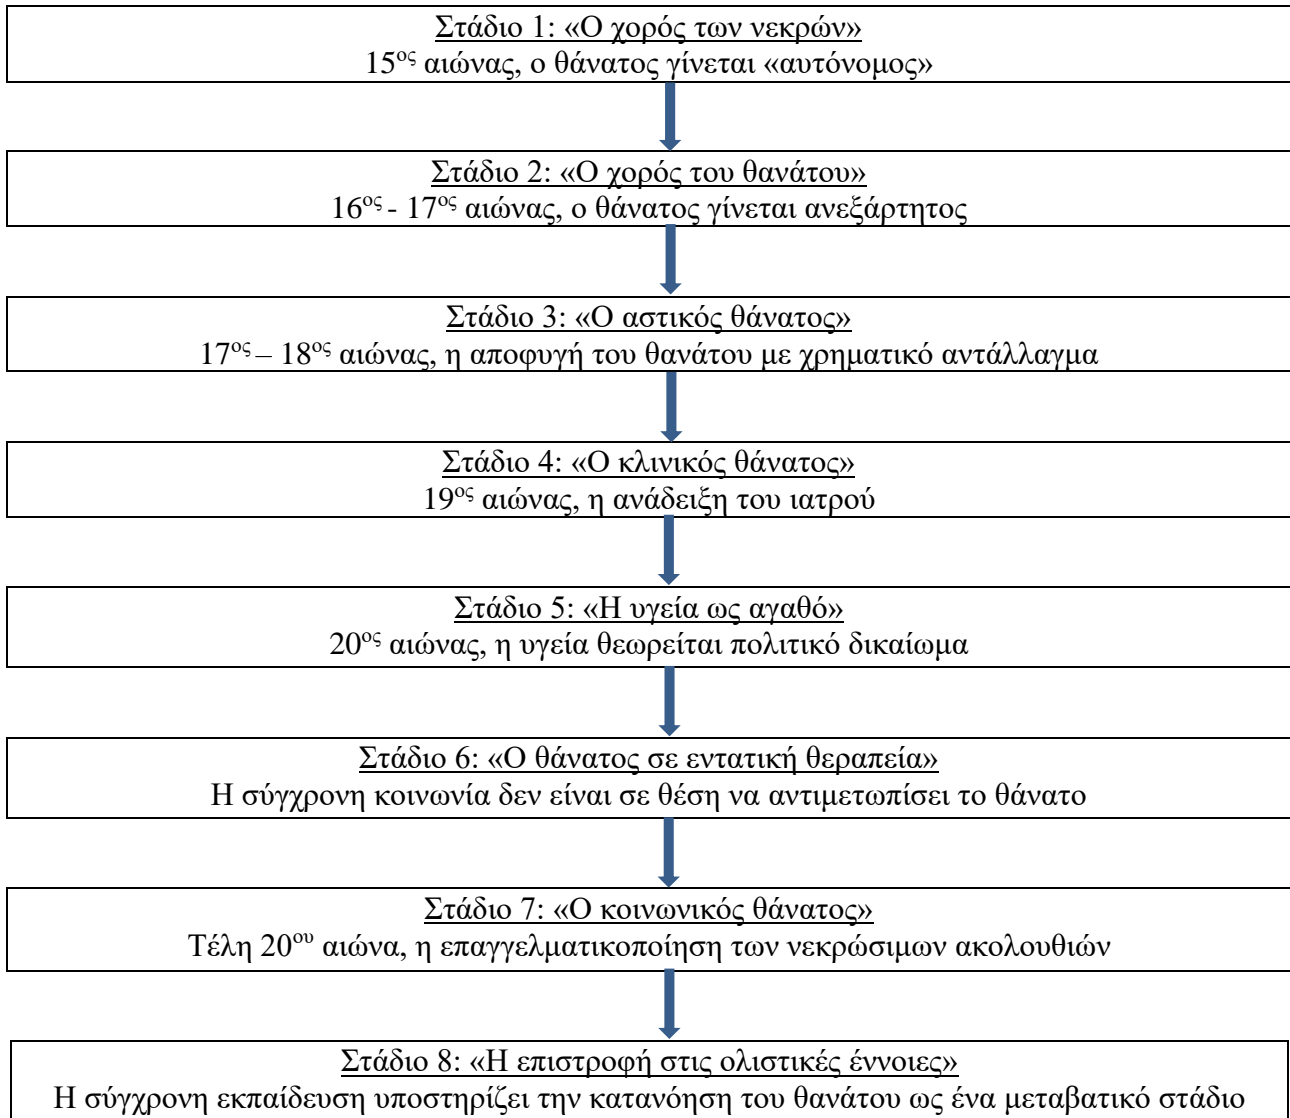 Στάδιο 1: «Ο χορός των νεκρών»
15ος αιώνας, ο θάνατος γίνεται «αυτόνομος»
Στάδιο 2: «Ο χορός του θανάτου»
16ος - 17ος αιώνας, ο θάνατος γίνεται ανεξάρτητος
Στάδιο 3: «Ο αστικός θάνατος»
17ος – 18ος αιώνας, η αποφυγή του θανάτου με χρηματικό αντάλλαγμα
Στάδιο 4: «Ο κλινικός θάνατος»
19ος αιώνας, η ανάδειξη του ιατρού
Στάδιο 5: «Η υγεία ως αγαθό»
20ος αιώνας, η υγεία θεωρείται πολιτικό δικαίωμα
Στάδιο 6: «Ο θάνατος σε εντατική θεραπεία»
Η σύγχρονη κοινωνία δεν είναι σε θέση να αντιμετωπίσει το θάνατο
Στάδιο 7: «Ο κοινωνικός θάνατος»
Τέλη 20ου αιώνα, η επαγγελματικοποίηση των νεκρώσιμων ακολουθιών
Στάδιο 8: «Η επιστροφή στις ολιστικές έννοιες»
Η σύγχρονη εκπαίδευση υποστηρίζει την κατανόηση του θανάτου ως ένα μεταβατικό στάδιο